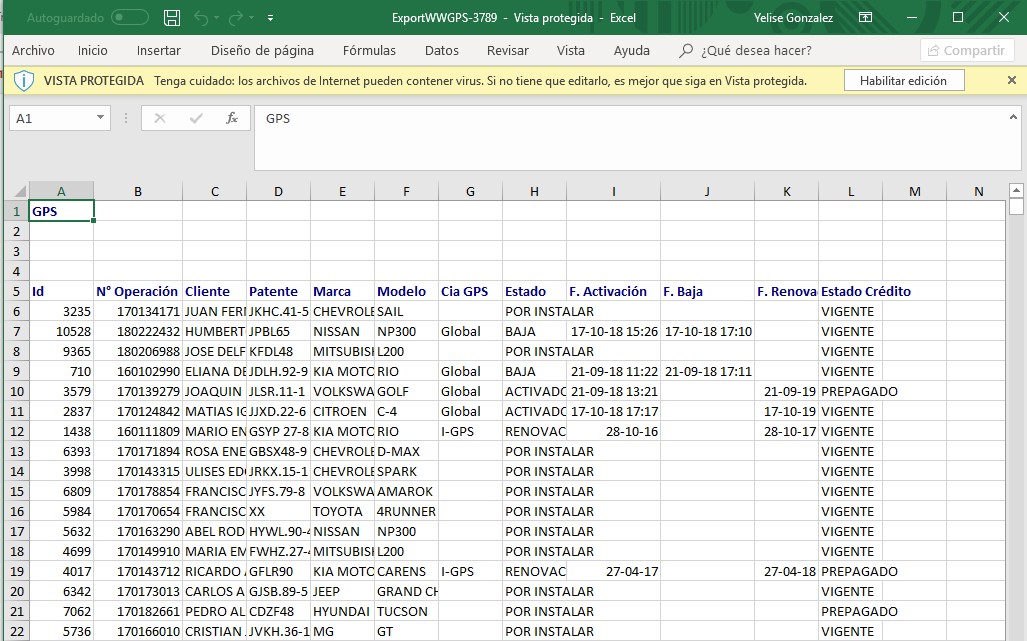 Autoguardado ExportWWGPS-3789 - Vista protegida - Excel Yelise Gonzalez
Archivo Inicio Insertar Diseño de página Fórmulas Datos Revisar Vista Ayuda ¿Qué desea hacer? Compartir
VISTA PROTEGIDA Tenga cuidado: los archivos de Internet pueden contener virus. Si no tiene que editarlo, es mejor que siga en Vista protegida. Habilitar edición
A1 fx GPS
A B C D E F G H I J K L M N
1 GPS
2
3
4
5 Id N° Operación Cliente Patente Marca Modelo Cia GPS Estado F. Activación F. Baja F. Renova Estado Crédito
6 3235 170134171 JUAN FERI JKHC.41-5 CHEVROLE SAIL POR INSTALAR VIGENTE
7 10528 180222432 HUMBERT JPBL65 NISSAN NP300 Global BAJA 17-10-18 15:26 17-10-18 17:10 VIGENTE
8 9365 180206988 JOSE DELF KFDL48 MITSUBISH L200 POR INSTALAR VIGENTE
9 710 160102990 ELIANA DE JDLH.92-9 KIA MOTO RIO Global BAJA 21-09-18 11:22 21-09-18 17:11 VIGENTE
10 3579 170139279 JOAQUIN JLSR.11-1 VOLKSWA GOLF Global ACTIVADO 21-09-18 13:21 21-09-19 PREPAGADO
11 2837 170124842 MATIAS IG JJXD.22-6 CITROEN C-4 Global ACTIVADO 17-10-18 17:17 17-10-19 VIGENTE
12 1438 160111809 MARIO EN GSYP 27-8 KIA MOTO RIO I-GPS RENOVAC 28-10-16 28-10-17 VIGENTE
13 6393 170171894 ROSA ENE GBSX48-9 CHEVROLE D-MAX POR INSTALAR VIGENTE
14 3998 170143315 ULISES EDO JRKX.15-1 CHEVROLE SPARK POR INSTALAR VIGENTE
15 6809 170178854 FRANCISC JYFS.79-8 VOLKSWA AMAROK POR INSTALAR VIGENTE
16 5984 170170654 FRANCISC XX TOYOTA 4RUNNER POR INSTALAR VIGENTE
17 5632 170163290 ABEL ROD HYWL.90-4 NISSAN NP300 POR INSTALAR VIGENTE
18 4699 170149910 MARIA EM FWHZ.27-4 MITSUBISH L200 POR INSTALAR VIGENTE
19 4017 170143712 RICARDO A GFLR90 KIA MOTO CARENS I-GPS RENOVAC 27-04-17 27-04-18 PREPAGADO
20 6342 170173013 CARLOS A GJSB.89-5 JEEP GRAND CH POR INSTALAR VIGENTE
21 7062 170182661 PEDRO AL CDZF48 HYUNDAI TUCSON POR INSTALAR PREPAGADO
22 5736 170166010 CRISTIAN JVKH.36-1 MG GT POR INSTALAR VIGENTE